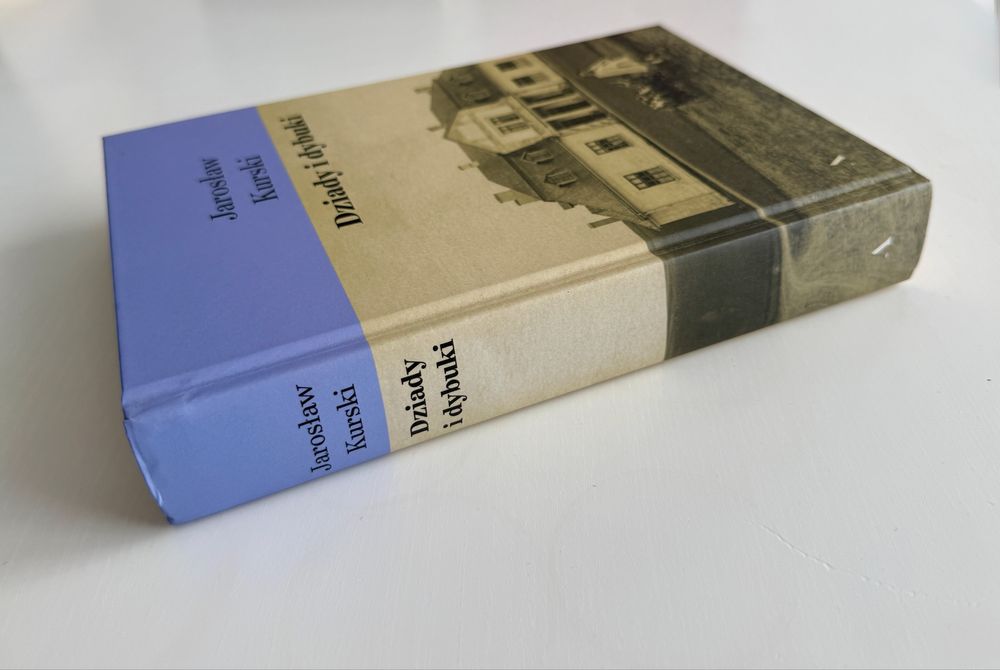 Jarosław
Kurski
Dziady i dybuki
Jarosław
Kurski
Dziady
i dybuki